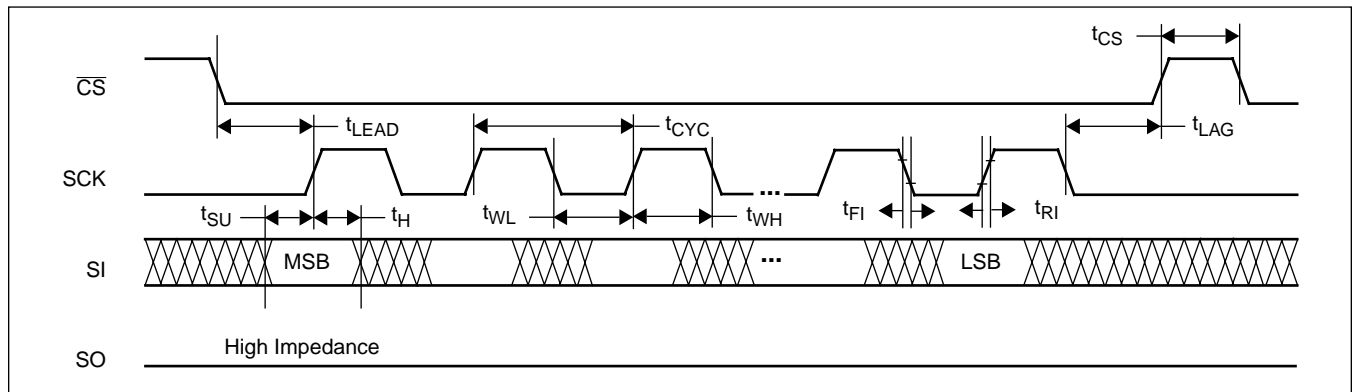 tCS
CS
tLEAD
tCYC
tLAG
SCK
...
tSU
tH
tWL
tWH
tFI
tRI
SI
MSB
...
LSB
High Impedance
SO